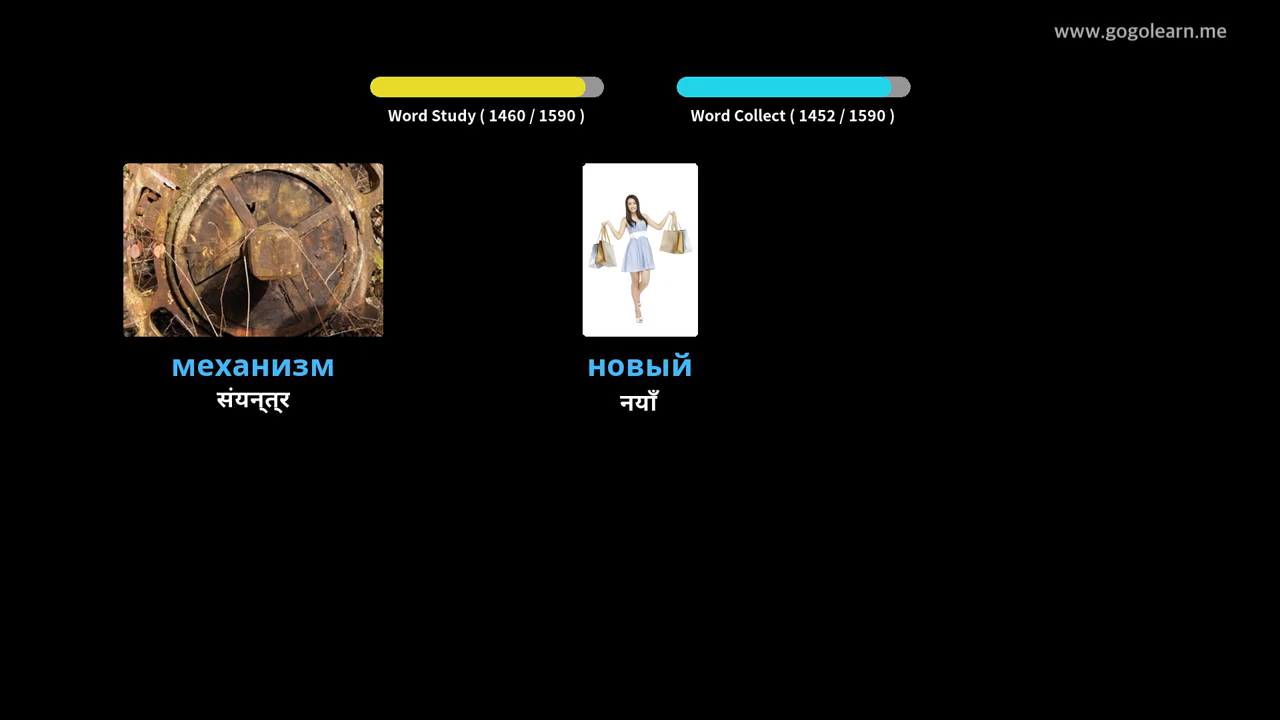 www.gogolearn.me
Word Study ( 1460 / 1590 )
Word Collect ( 1452 / 1590 )
механизм
संयन्त्र
новый
नयाँ